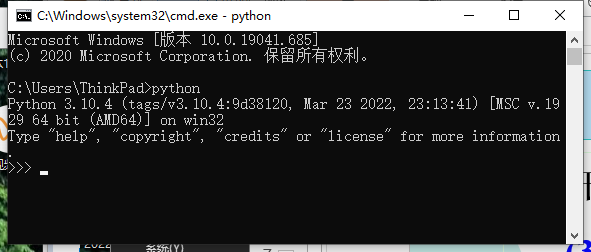 C:\Windows\system32\cmd.exe - python
Microsoft Windows [版本 10.0.19041.685]
(c) 2020 Microsoft Corporation. 保留所有权利。
C:\Users\ThinkPad>python
Python 3.10.4 (tags/v3.10.4:9d38120, Mar 23 2022, 23:13:41) [MSC v.19
29 64 bit (AMD64)] on win32
Type "help", "copyright", "credits" or "license" for more information
.
>>>
2022
系统(Y)